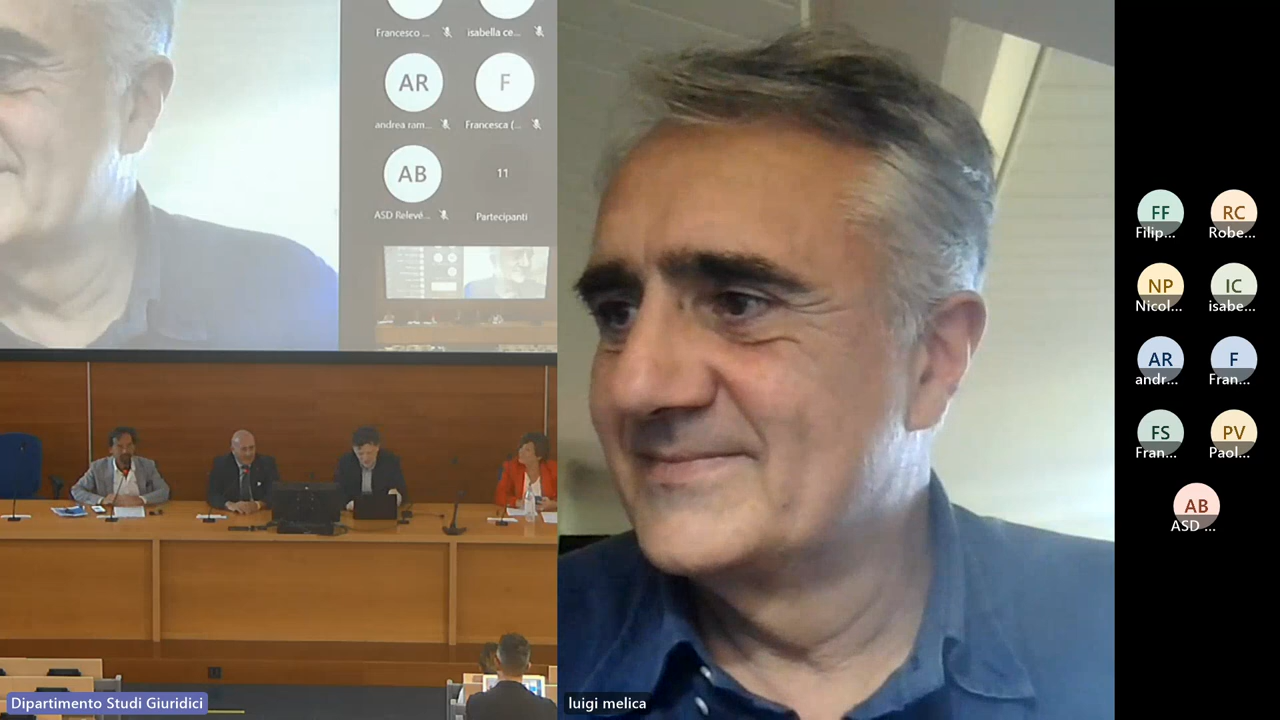 Francesco ...
isabella ce...
AR
F
andrea ram...
Francesca (...
AB
11
ASD Relevé...
Partecipanti
Dipartimento Studi Giuridici
luigi melica
FF
RC
Filip...
Robe...
NP
IC
Nicol...
isabe...
AR
F
andr...
Fran...
FS
PV
Fran...
Paol...
AB
ASD ...